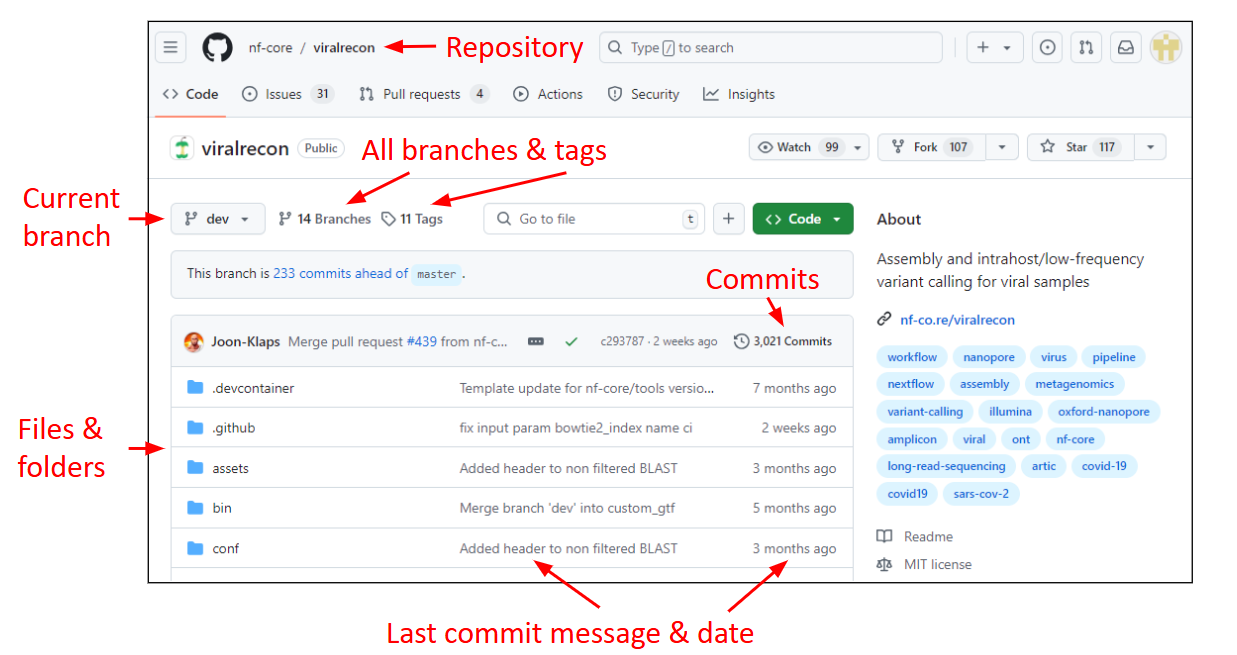 nf-core / viralrecon
Repository
Type / to search
Code
Issues 31
Pull requests 4
Actions
Security
Insights
viralrecon Public
All branches & tags
Watch 99
Fork 107
Star 117
Current
branch
dev
14 Branches
11 Tags
Go to file t
Code
This branch is 233 commits ahead of master .
Commits
Joon-Klaps Merge pull request #439 from nf-c...
c293787 · 2 weeks ago
3,021 Commits
Files &
folders
.devcontainer Template update for nf-core/tools versio... 7 months ago
.github fix input param bowtie2_index name ci 2 weeks ago
assets Added header to non filtered BLAST 3 months ago
bin Merge branch 'dev' into custom_gtf 5 months ago
conf Added header to non filtered BLAST 3 months ago
Last commit message & date
About
Assembly and intrahost/low-frequency
variant calling for viral samples
nf-co.re/viralrecon
workflow nanopore virus pipeline
nextflow assembly metagenomics
variant-calling illumina oxford-nanopore
amplicon viral ont nf-core
long-read-sequencing artic covid-19
covid19 sars-cov-2
Readme
MIT license